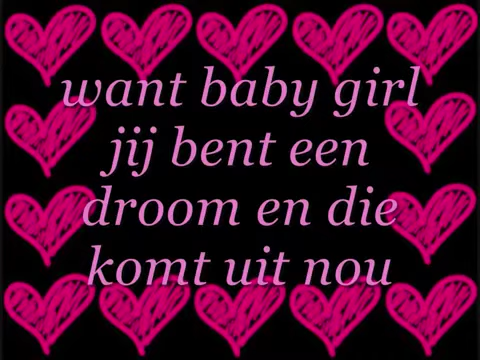 want baby girl
jij bent een
droom en die
komt uit nou